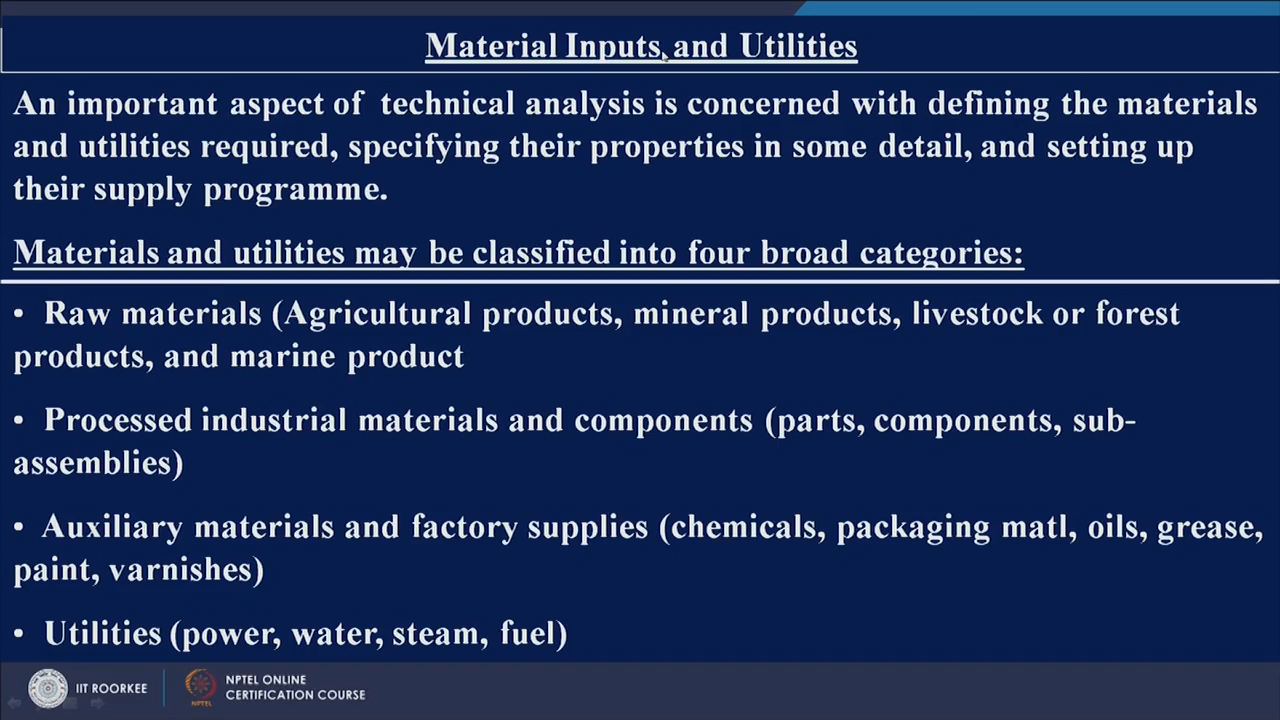 Material Inputs and Utilities
An important aspect of technical analysis is concerned with defining the materials
and utilities required, specifying their properties in some detail, and setting up
their supply programme.
Materials and utilities may be classified into four broad categories:
• Raw materials (Agricultural products, mineral products, livestock or forest
products, and marine product
• Processed industrial materials and components (parts, components, sub-
assemblies)
• Auxiliary materials and factory supplies (chemicals, packaging matl, oils, grease,
paint, varnishes)
• Utilities (power, water, steam, fuel)
IIT ROORKEE
NPTEL ONLINE
CERTIFICATION COURSE
NPTEL